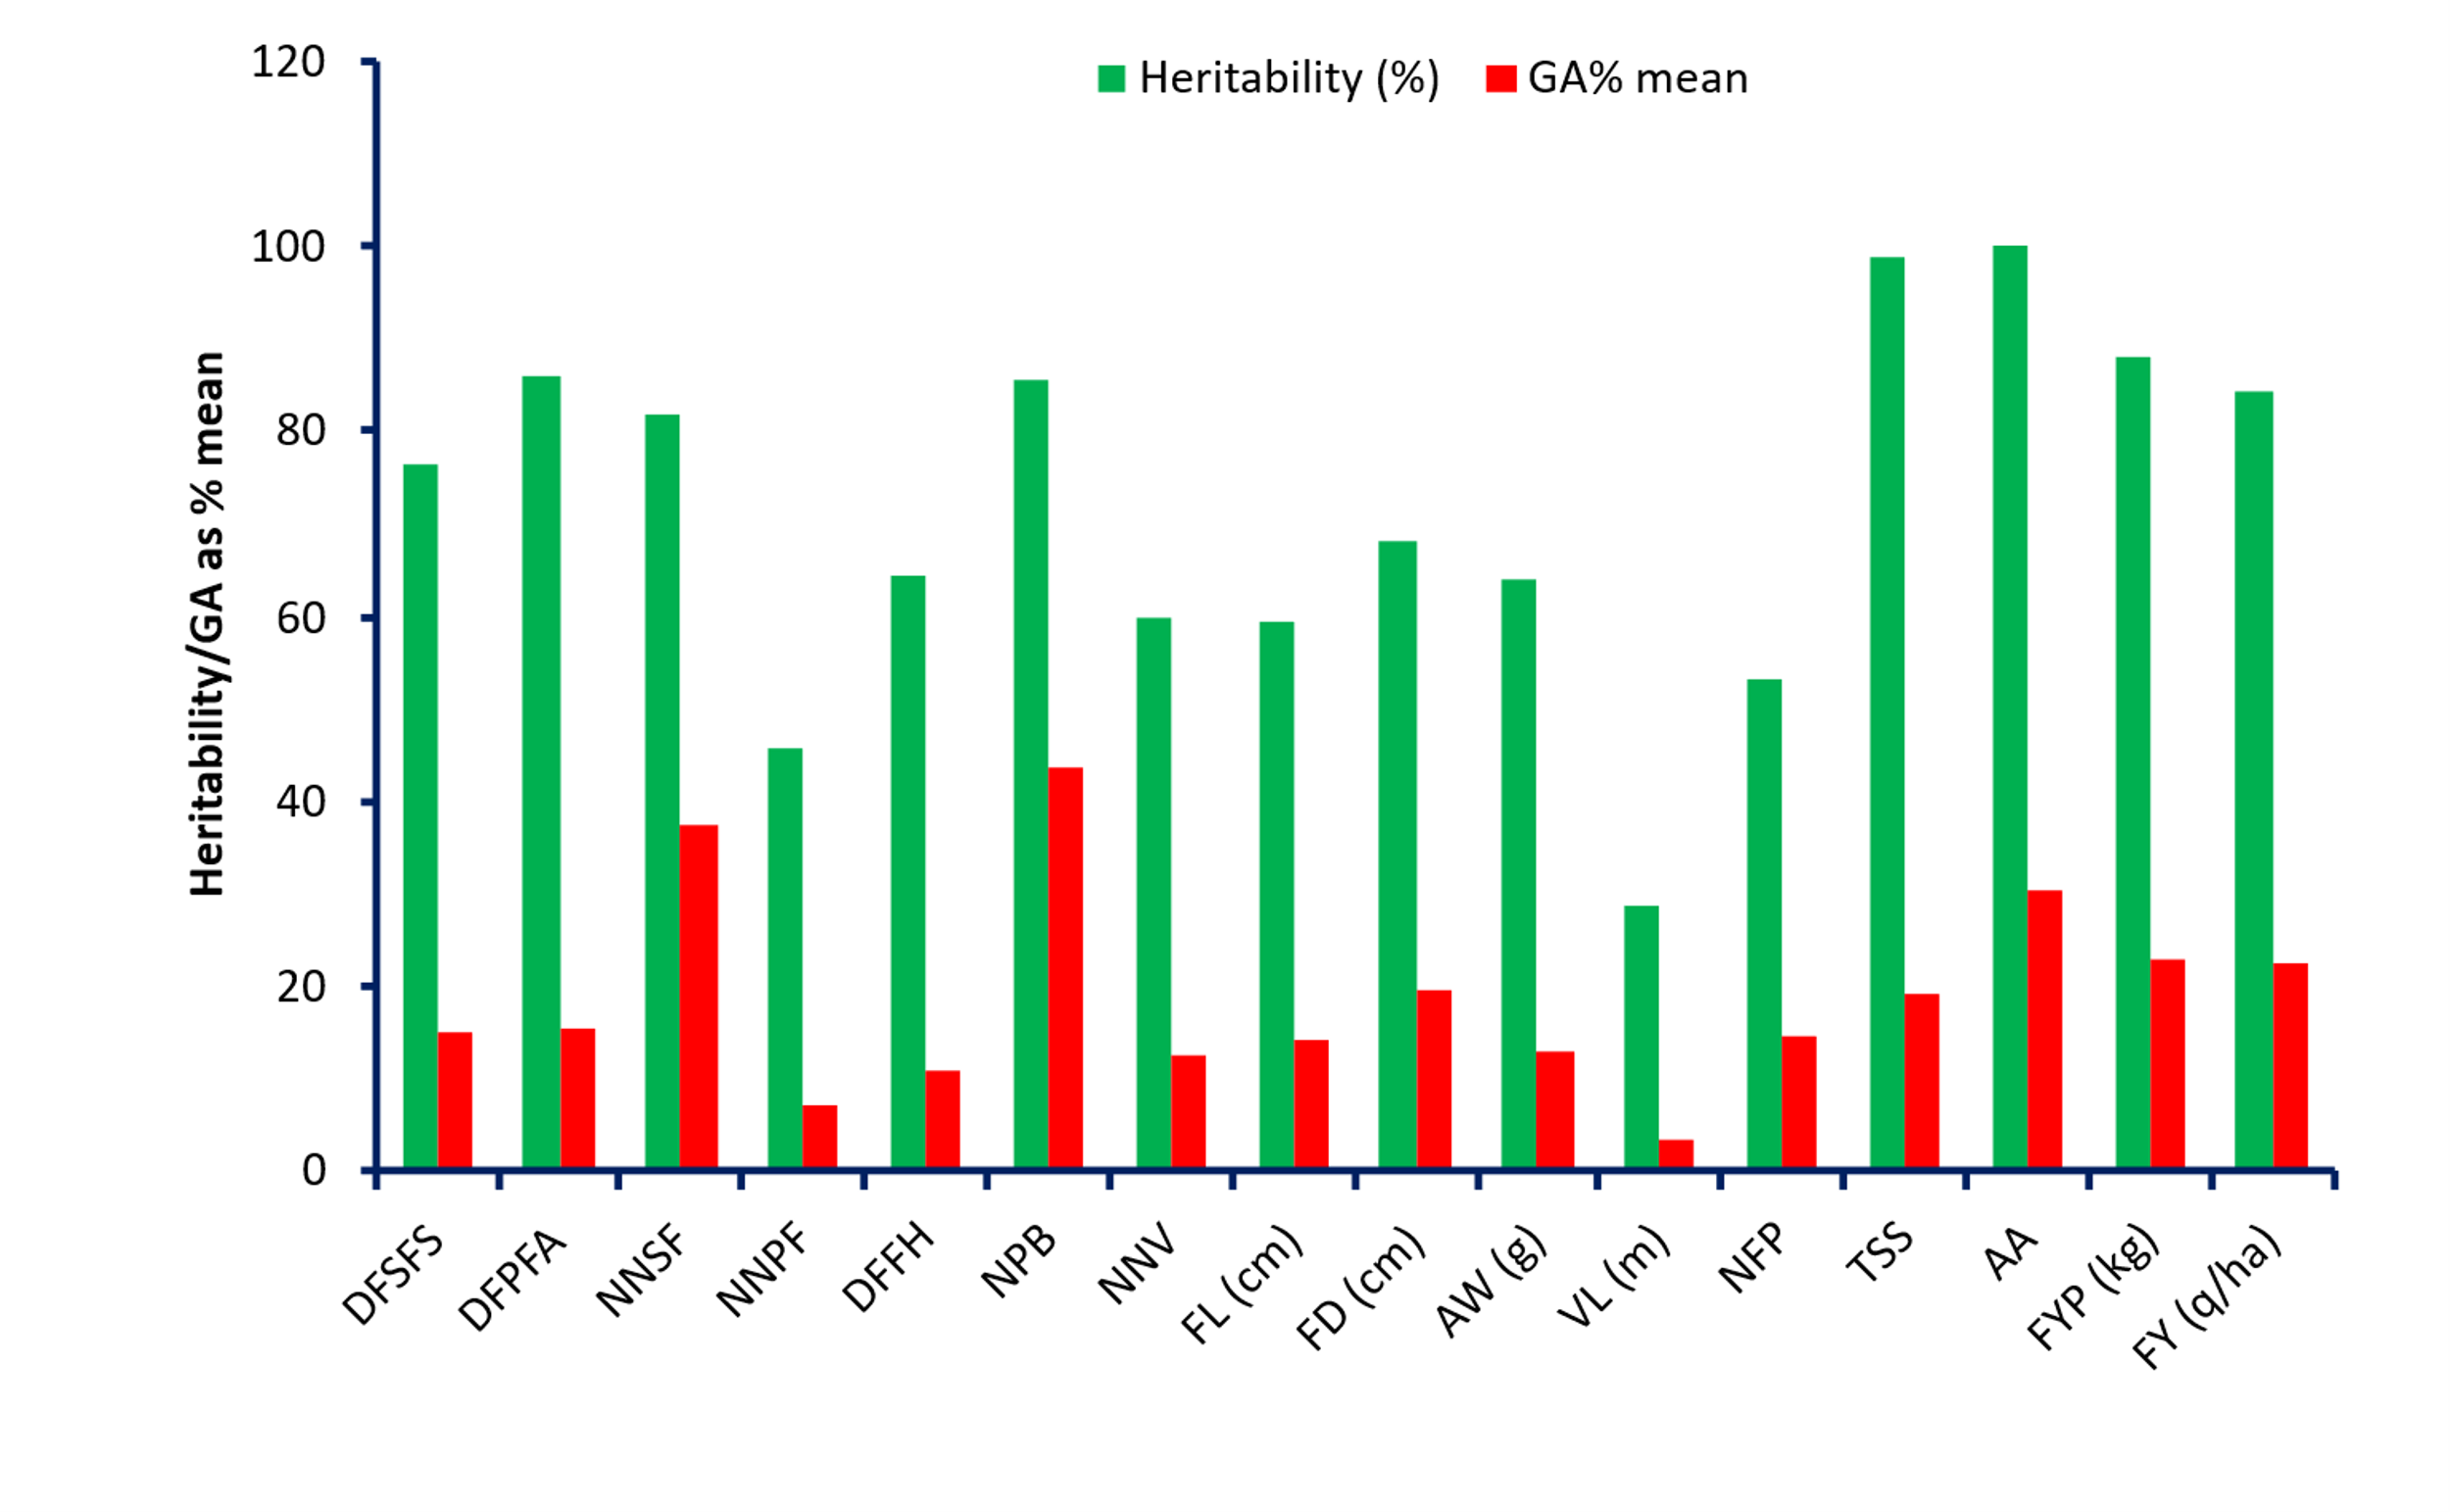 Heritability (%) GA% mean
120
100
80
60
40
20
0
Heritability/GA as % mean
DFSFS
DFPFA
NNSF
NNPF
DFFH
NPB
NNV
FL (cm)
FD (cm)
AW (g)
VL (m)
NFP
TSS
AA
FYP (kg)
FY (q/ha)